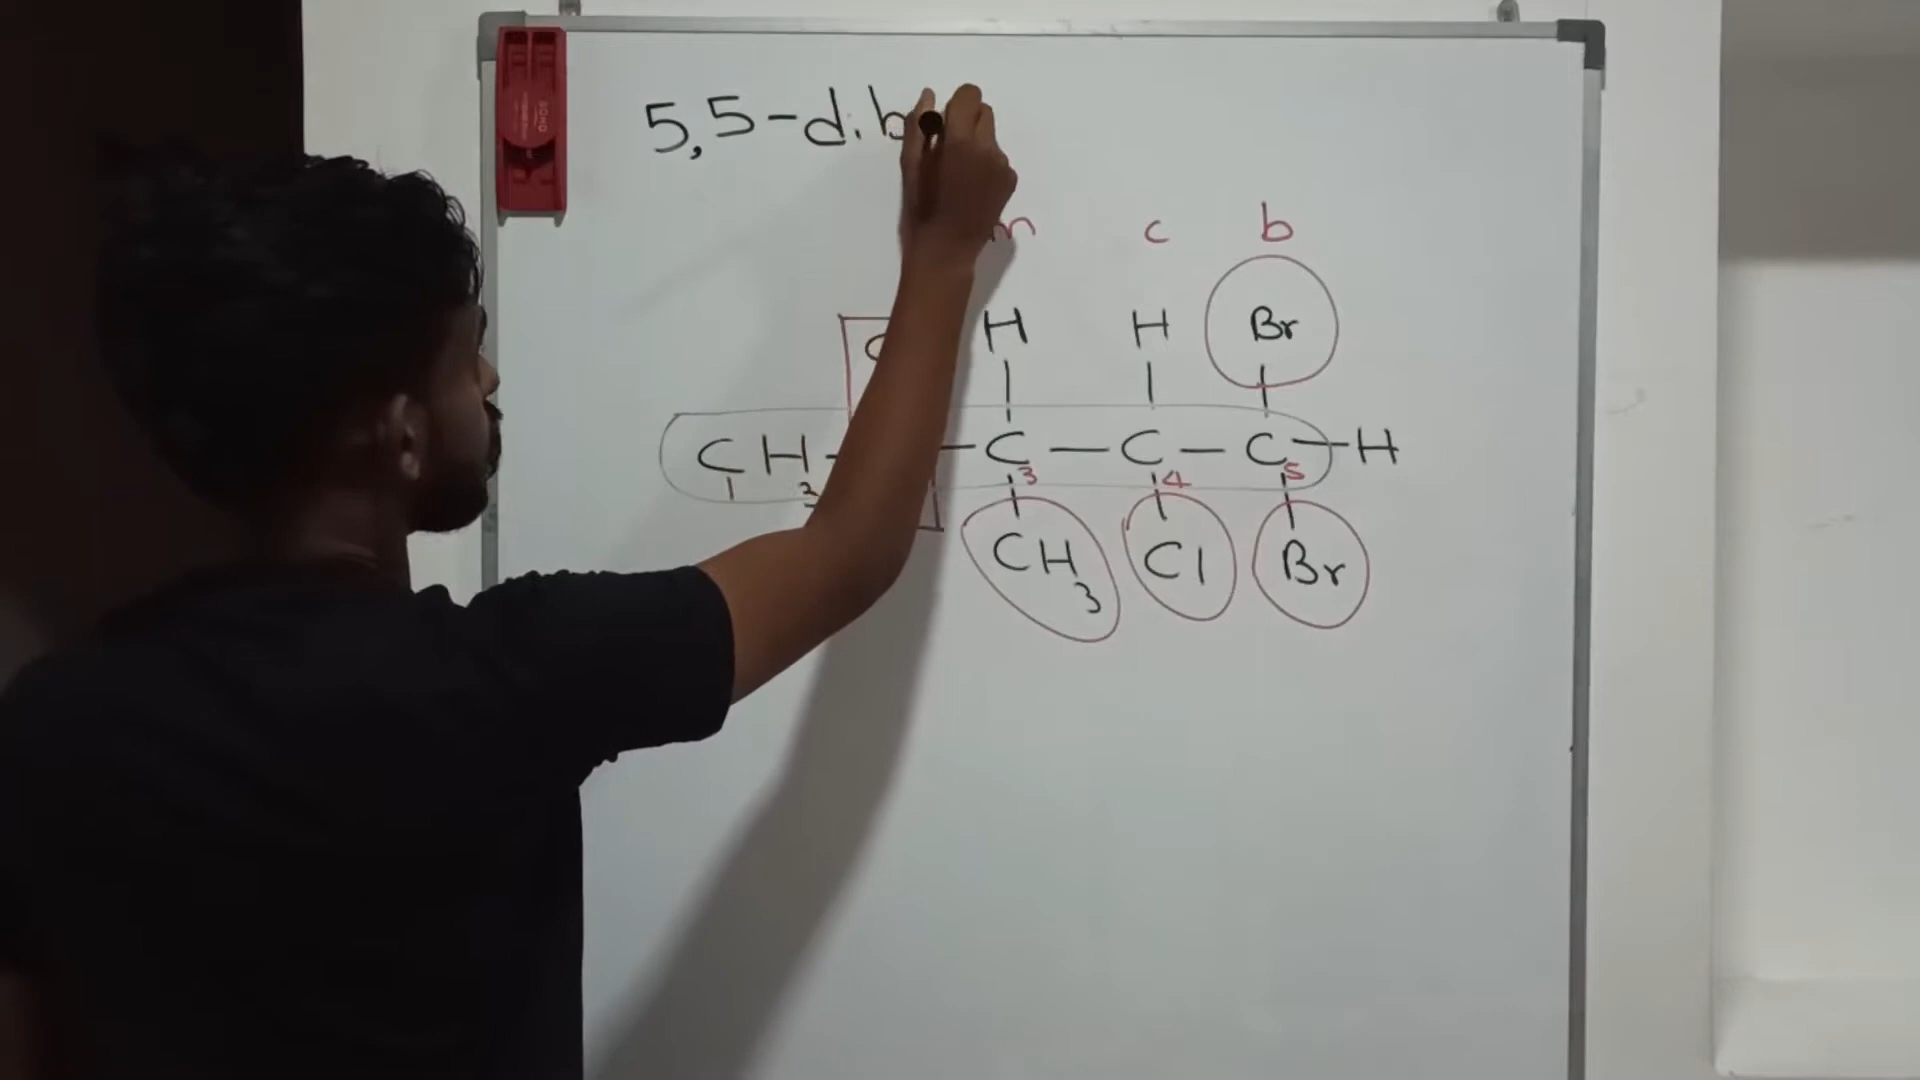 5,5-di b
m c b
H H Br
CH - C - C - C - H
1 2 3 4 5
CH3 Cl Br